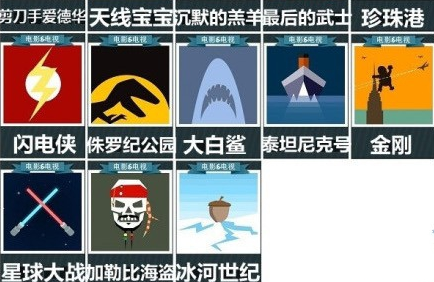 剪刀手爱德华
天线宝宝
沉默的羔羊
最后的武士
珍珠港
电影&电视
电影&电视
电影&电视
电影&电视
电影&电视
闪电侠
侏罗纪公园
大白鲨
泰坦尼克号
金刚
电影&电视
电影&电视
电影&电视
星球大战
加勒比海盗
冰河世纪